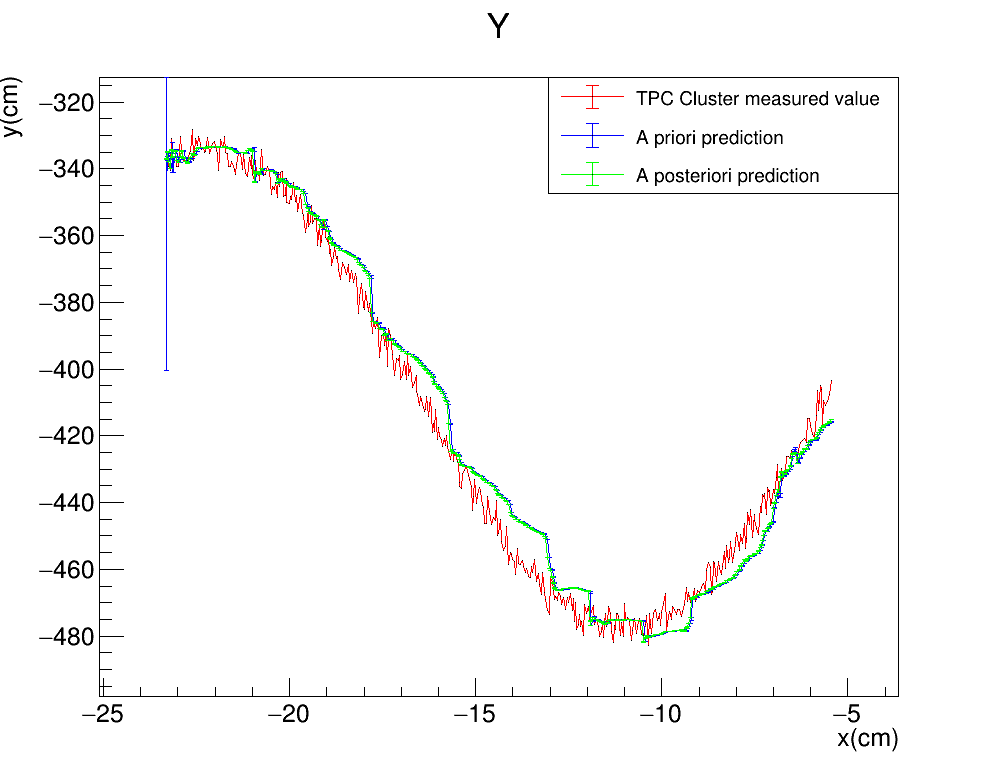 Y
y(cm)
−320
−340
−360
−380
−400
−420
−440
−460
−480
TPC Cluster measured value
A priori prediction
A posteriori prediction
−25
−20
−15
−10
−5
x(cm)